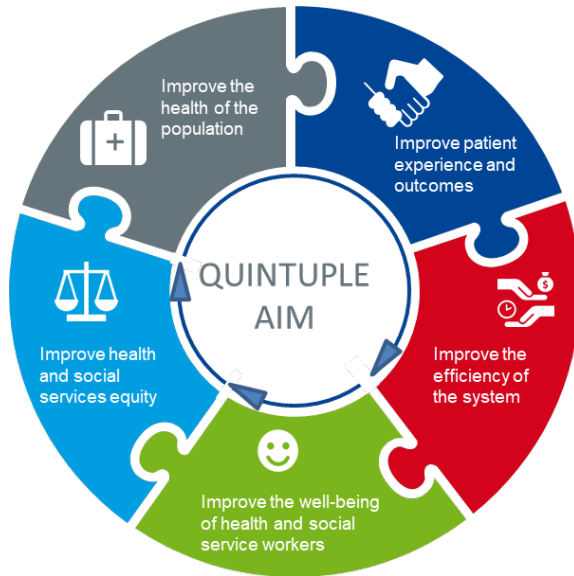 Improve the
health of the
population
Improve patient
experience and
outcomes
QUINTUPLE
AIM
$
Improve health
and social
services equity
Improve the
efficiency of
the system
Improve the well-being
of health and social
service workers